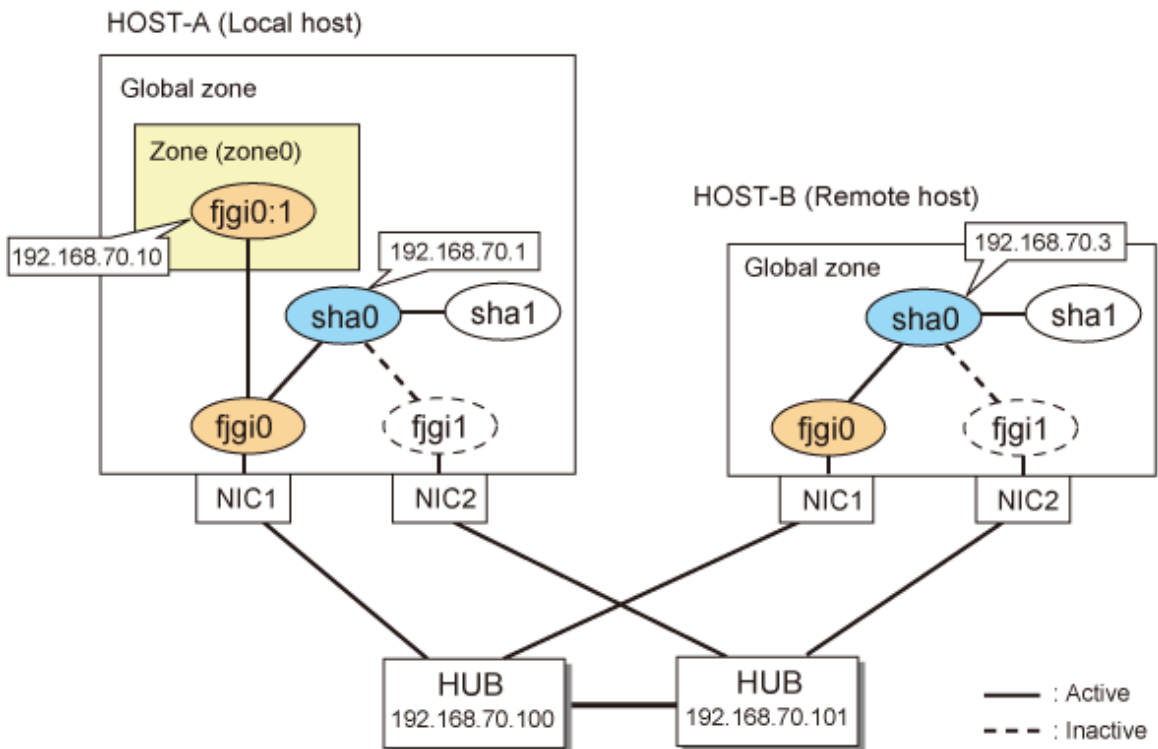 HOST-A (Local host)
Global zone
Zone (zone0)
fjgi0:1
192.168.70.10
192.168.70.1
sha0
sha1
fjgi0
fjgi1
NIC1
NIC2
HOST-B (Remote host)
192.168.70.3
Global zone
sha0
sha1
fjgi0
fjgi1
NIC1
NIC2
HUB
192.168.70.100
HUB
192.168.70.101
: Active
: Inactive